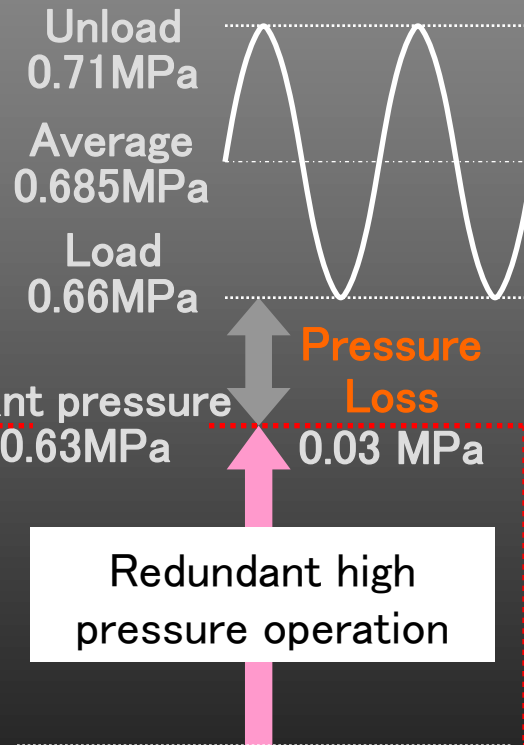 Unload
0.71MPa
Average
0.685MPa
Load
0.66MPa
Pressure
Loss
0.03 MPa
pressure
0.63MPa
Redundant high
pressure operation